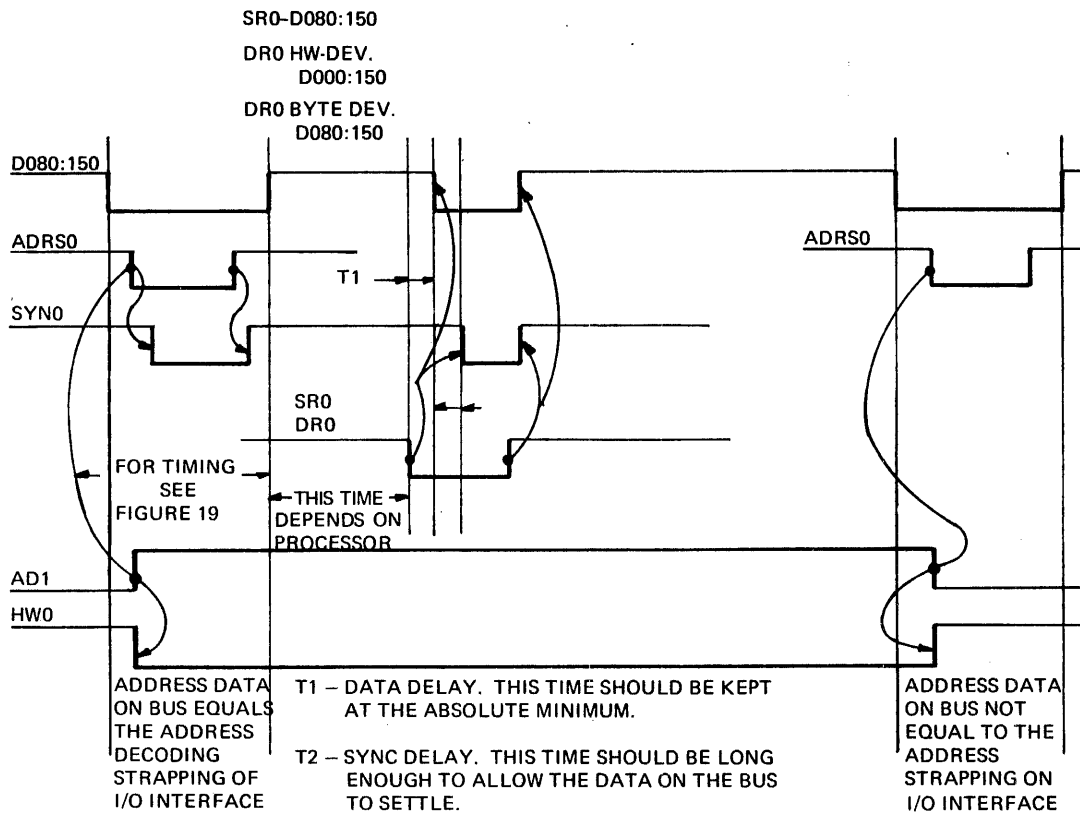 SR0-D080:150
DR0 HW-DEV.
D000:150
DR0 BYTE DEV.
D080:150
D080:150
ADRS0
ADRS0
T1
SYN0
SR0
DR0
FOR TIMING
SEE
FIGURE 19
THIS TIME
DEPENDS ON
PROCESSOR
AD1
HW0
ADDRESS DATA
ON BUS EQUALS
THE ADDRESS
DECODING
STRAPPING OF
I/O INTERFACE
T1 – DATA DELAY. THIS TIME SHOULD BE KEPT
AT THE ABSOLUTE MINIMUM.
T2 – SYNC DELAY. THIS TIME SHOULD BE LONG
ENOUGH TO ALLOW THE DATA ON THE BUS
TO SETTLE.
ADDRESS DATA
ON BUS NOT
EQUAL TO THE
ADDRESS
STRAPPING ON
I/O INTERFACE